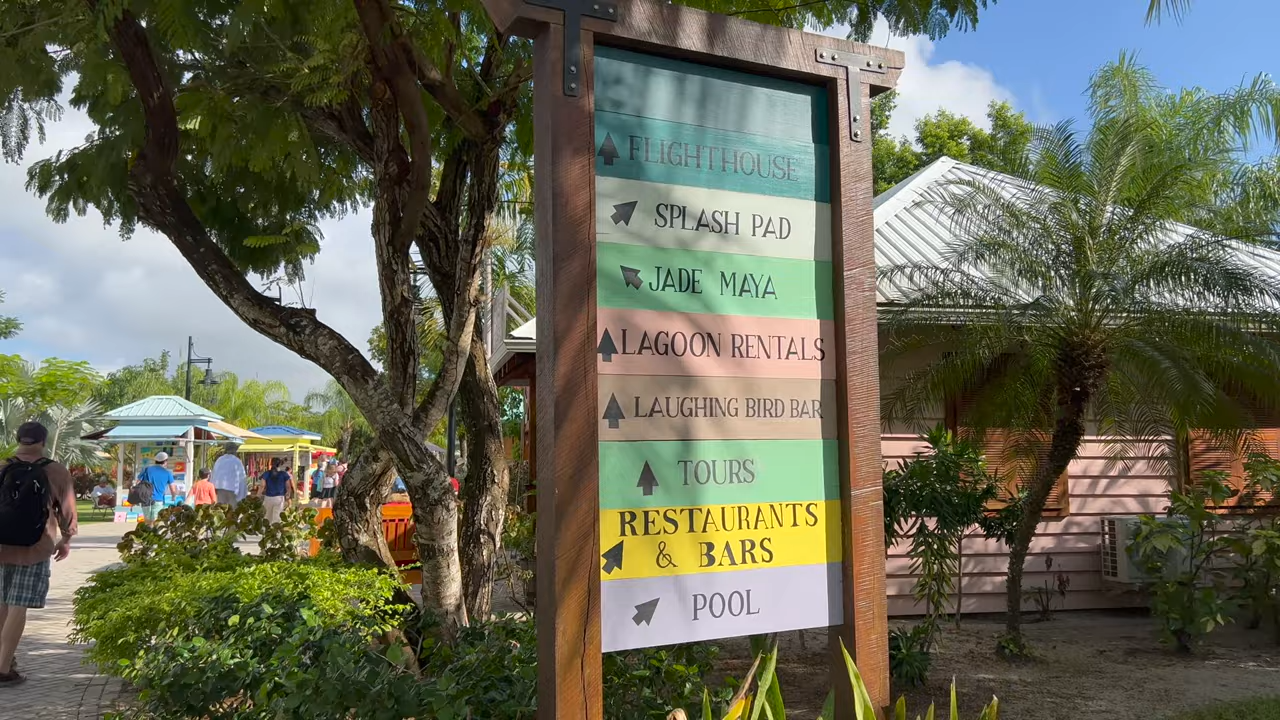 FLIGHTHOUSE
SPLASH PAD
JADE MAYA
LAGOON RENTALS
LAUGHING BIRD BAR
TOURS
RESTAURANTS
& BARS
POOL